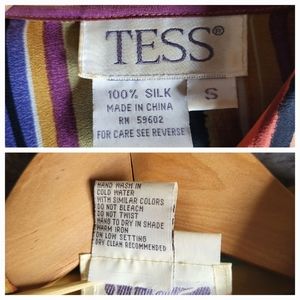 TESS®
100% SILK
MADE IN CHINA
RN 59602
FOR CARE SEE REVERSE
S
HAND WASH IN
COLD WATER
WITH SIMILAR COLORS
DO NOT BLEACH
DO NOT TWIST
HANG TO DRY IN SHADE
WARM IRON
ON LOW SETTING
DRY CLEAN RECOMMENDED